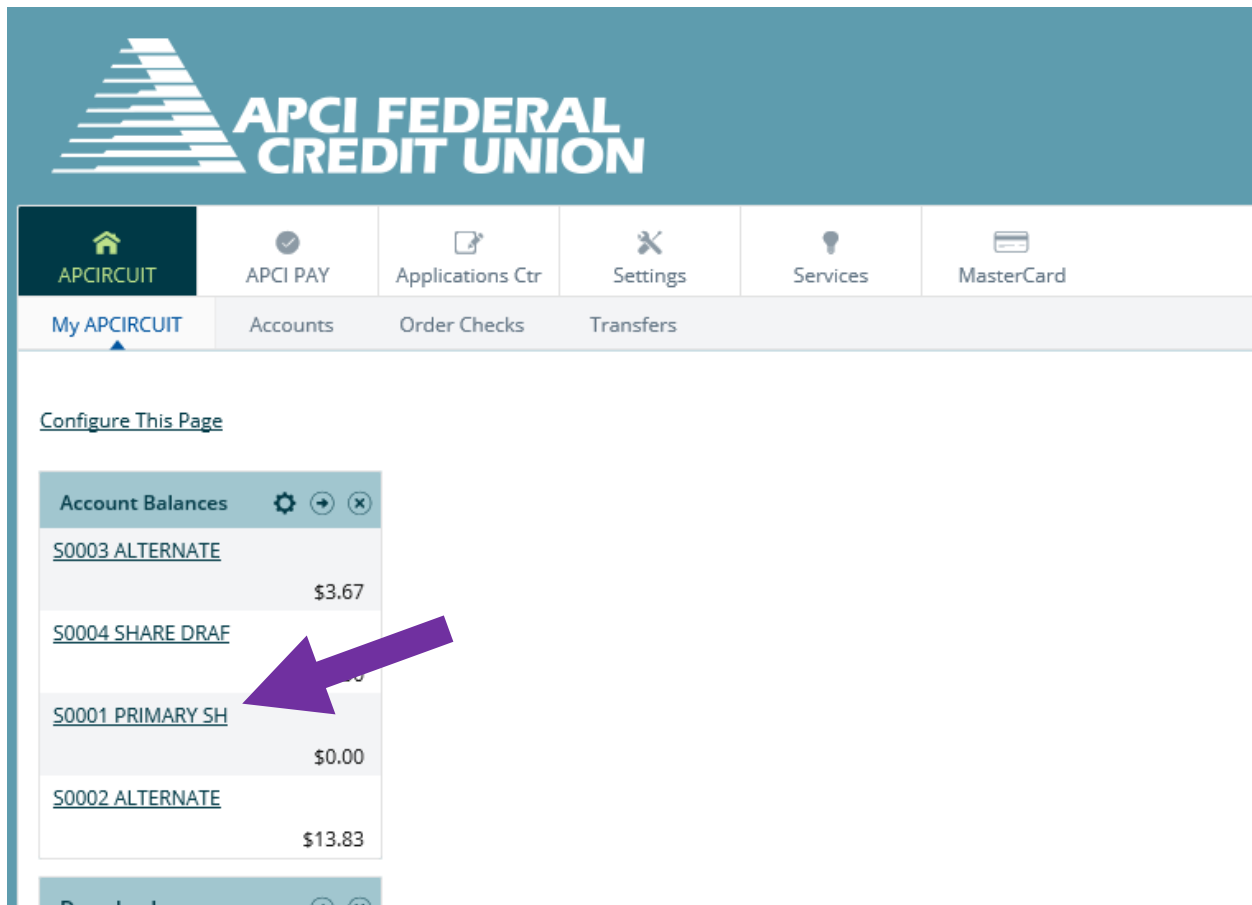 APCI FEDERAL
CREDIT UNION
APCIRCUIT
APCI PAY
Applications Ctr
Settings
Services
MasterCard
My APCIRCUIT
Accounts
Order Checks
Transfers
Configure This Page
Account Balances
S0003 ALTERNATE
$3.67
S0004 SHARE DRAF
S0001 PRIMARY SH
$0.00
S0002 ALTERNATE
$13.83